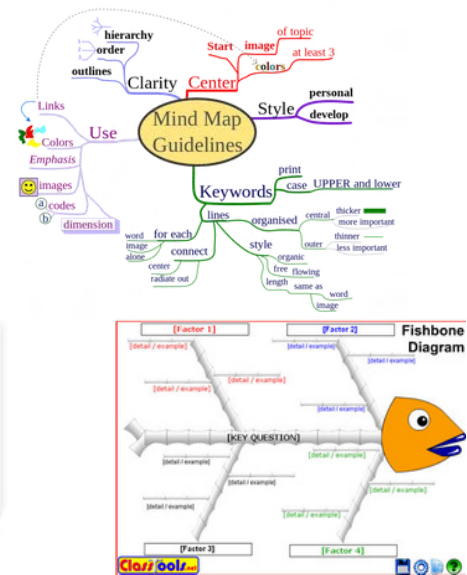 hierarchy
order
outlines
Clarity
Start
image
of topic
at least 3
colors
Center
Style
personal
develop
Mind Map
Guidelines
Links
Colors
Use
Emphasis
images
a
codes
b
dimension
Keywords
print
case
UPPER and lower
lines
for each
word
image
alone
connect
center
radiate out
organised
central
thicker
more important
outer
thinner
less important
style
organic
free flowing
length
same as
word
image
[Factor 1]
[Factor 2]
Fishbone
Diagram
[detail / example]
[detail / example]
[detail / example]
[detail / example]
[detail / example]
[detail / example]
[KEY QUESTION]
[detail / example]
[detail / example]
[detail / example]
[detail / example]
[detail / example]
[detail / example]
[Factor 3]
[Factor 4]
ClassTools.net